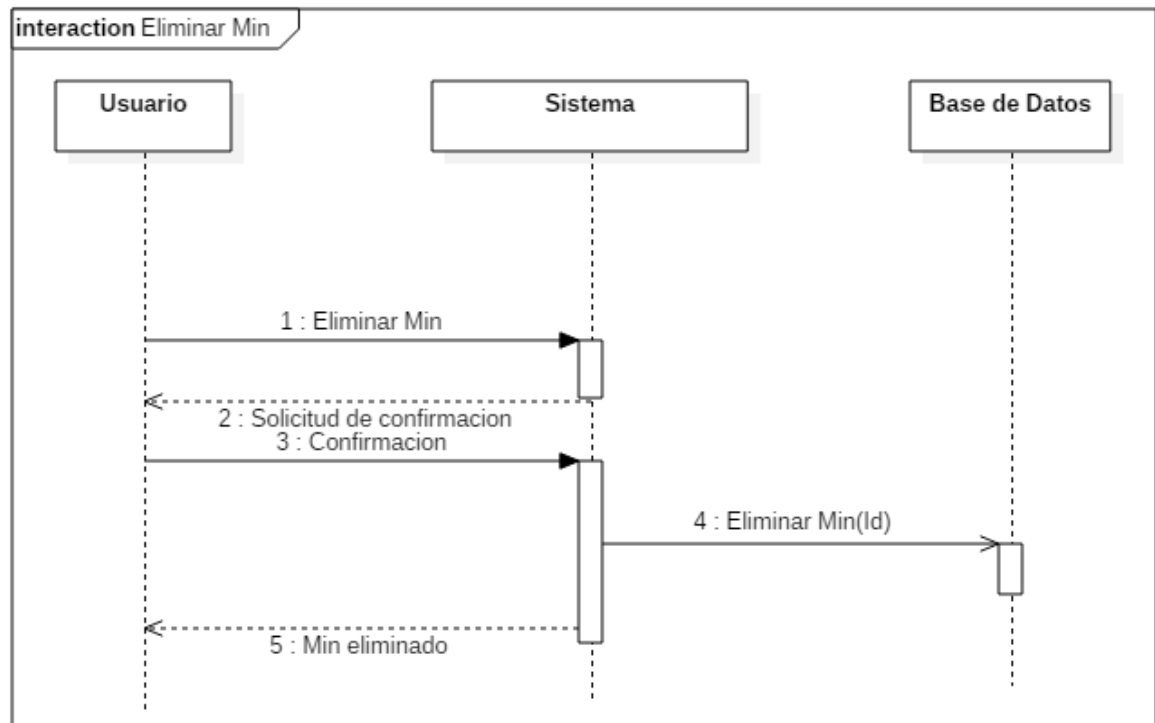 interaction Eliminar Min
Usuario
Sistema
Base de Datos
1 : Eliminar Min
2 : Solicitud de confirmacion
3 : Confirmacion
4 : Eliminar Min(Id)
5 : Min eliminado